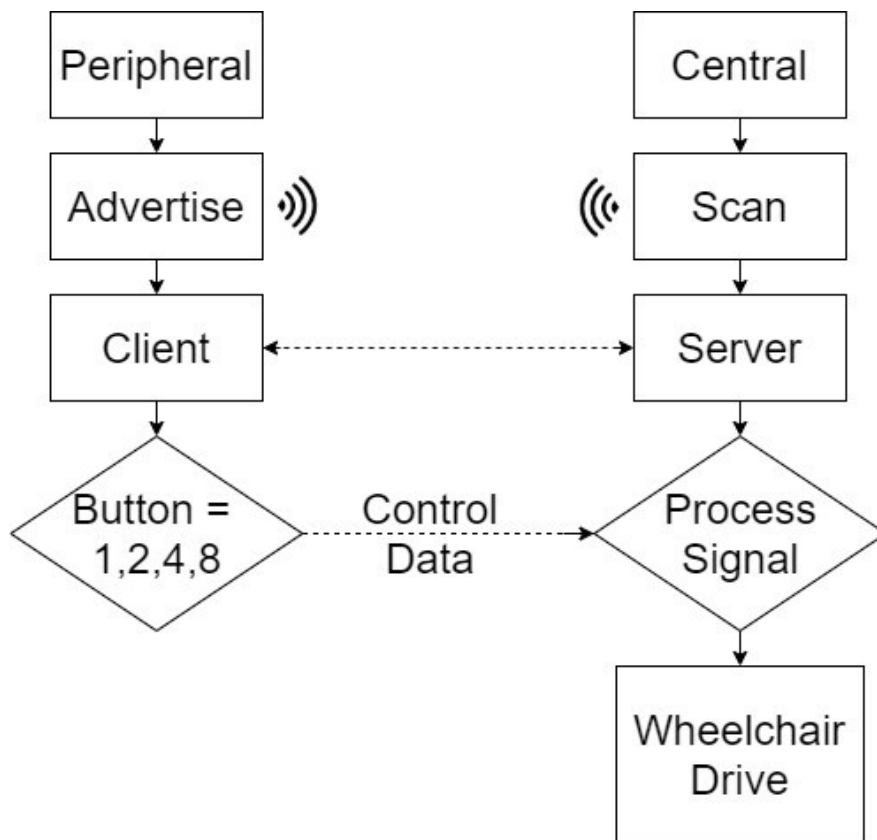 Peripheral
Central
Advertise
Scan
Client
Server
Button =
1,2,4,8
Control
Data
Process
Signal
Wheelchair
Drive